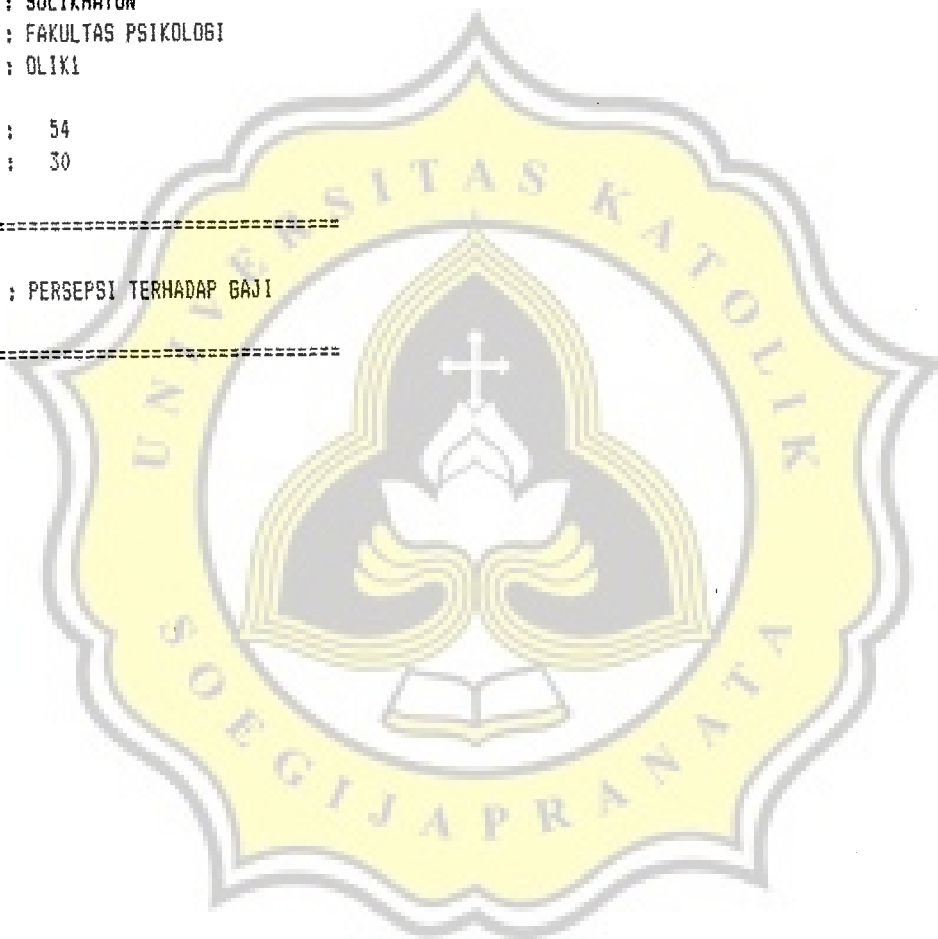 : SOLIKHATUN
: FAKULTAS PSIKOLOGI
: OLIK1
: 54
: 30
==============================
: PERSEPSI TERHADAP GAJI
==============================
UNIVERSITAS KATOLIK
SOEGIJAPRANATA